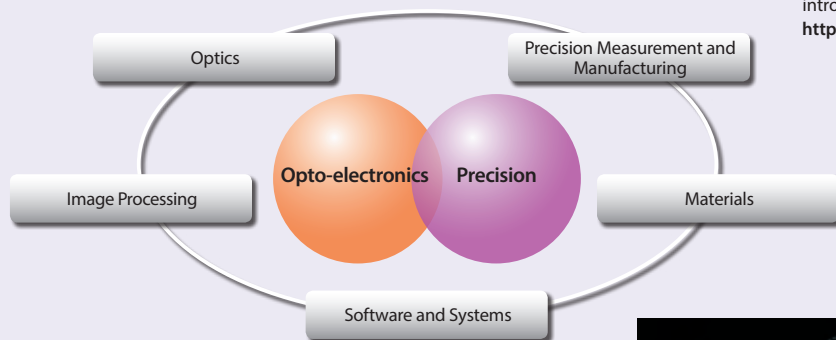 intro
http
Optics
Precision Measurement and
Manufacturing
Opto-electronics
Precision
Image Processing
Materials
Software and Systems